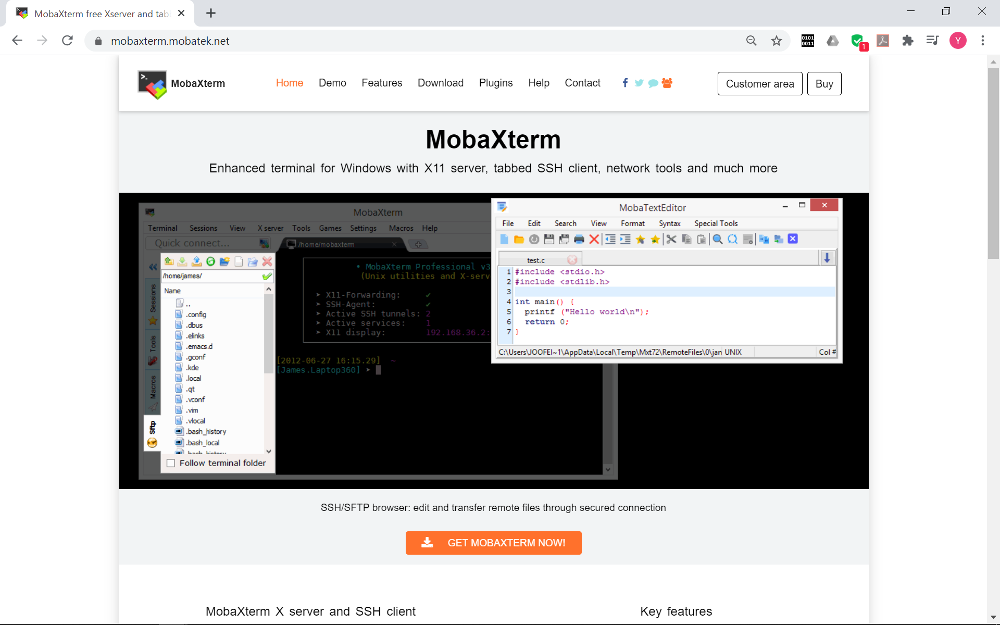 MobaXterm free Xserver and tab
mobaxterm.mobatek.net
0101
0011
1
Y
MobaXterm
Home Demo Features Download Plugins Help Contact
Customer area Buy
MobaXterm
Enhanced terminal for Windows with X11 server, tabbed SSH client, network tools and much more
MobaXterm
Terminal Sessions View X server Tools Games Settings Macros Help
Quick connect...
/home/mobaxterm
Sessions
Tools
Macros
Sftp
/home/james/
Name
..
.config
.dbus
.elinks
.emacs.d
.gconf
.kde
.local
.qt
.vconf
.vim
.vlocal
.bash_history
.bash_local
.bash_history
Follow terminal folder
• MobaXterm Professional v3
(Unix utilities and X-serv
➤ X11-Forwarding: ✔
➤ SSH-Agent: ✔
➤ Active SSH tunnels: 2
➤ Active services: 1
➤ X11 display: 192.168.36.2:
[2012-06-27 16:15.29] ~
[James.Laptop360] ➤
MobaTextEditor
File Edit Search View Format Syntax Special Tools
test.c
1 #include <stdio.h>
2 #include <stdlib.h>
3
4 int main() {
5 printf ("Hello world\n");
6 return 0;
7 }
C:\Users\JOOFEI~1\AppData\Local\Temp\Mxt72\RemoteFiles\0\jan UNIX Col #
SSH/SFTP browser: edit and transfer remote files through secured connection
GET MOBAXTERM NOW!
MobaXterm X server and SSH client
Key features